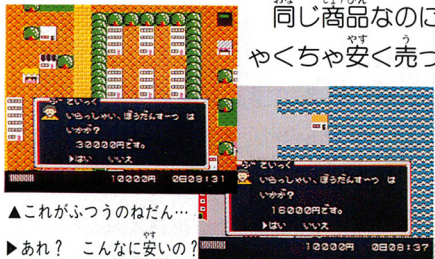 同じ商品なのに
やくちゃ安く売っ
ぶてぃっく
いらっしゃい、ぼうだんすーつ は
いかが?
30000円です。
▶はい いいえ
10000円 0日08:31
▲これがふつうのねだん…
ぶてぃっく
いらっしゃい、ぼうだんすーつ は
いかが?
16000円です。
▶はい いいえ
10000円 0日08:37
▶あれ? こんなに安いの?